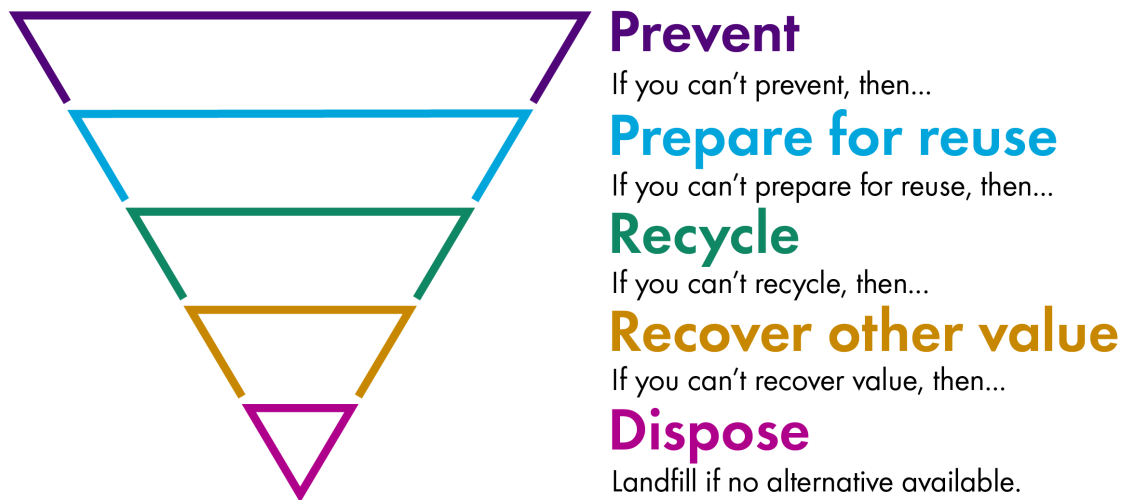 Prevent
If you can’t prevent, then...
Prepare for reuse
If you can’t prepare for reuse, then...
Recycle
If you can’t recycle, then...
Recover other value
If you can’t recover value, then...
Dispose
Landfill if no alternative available.